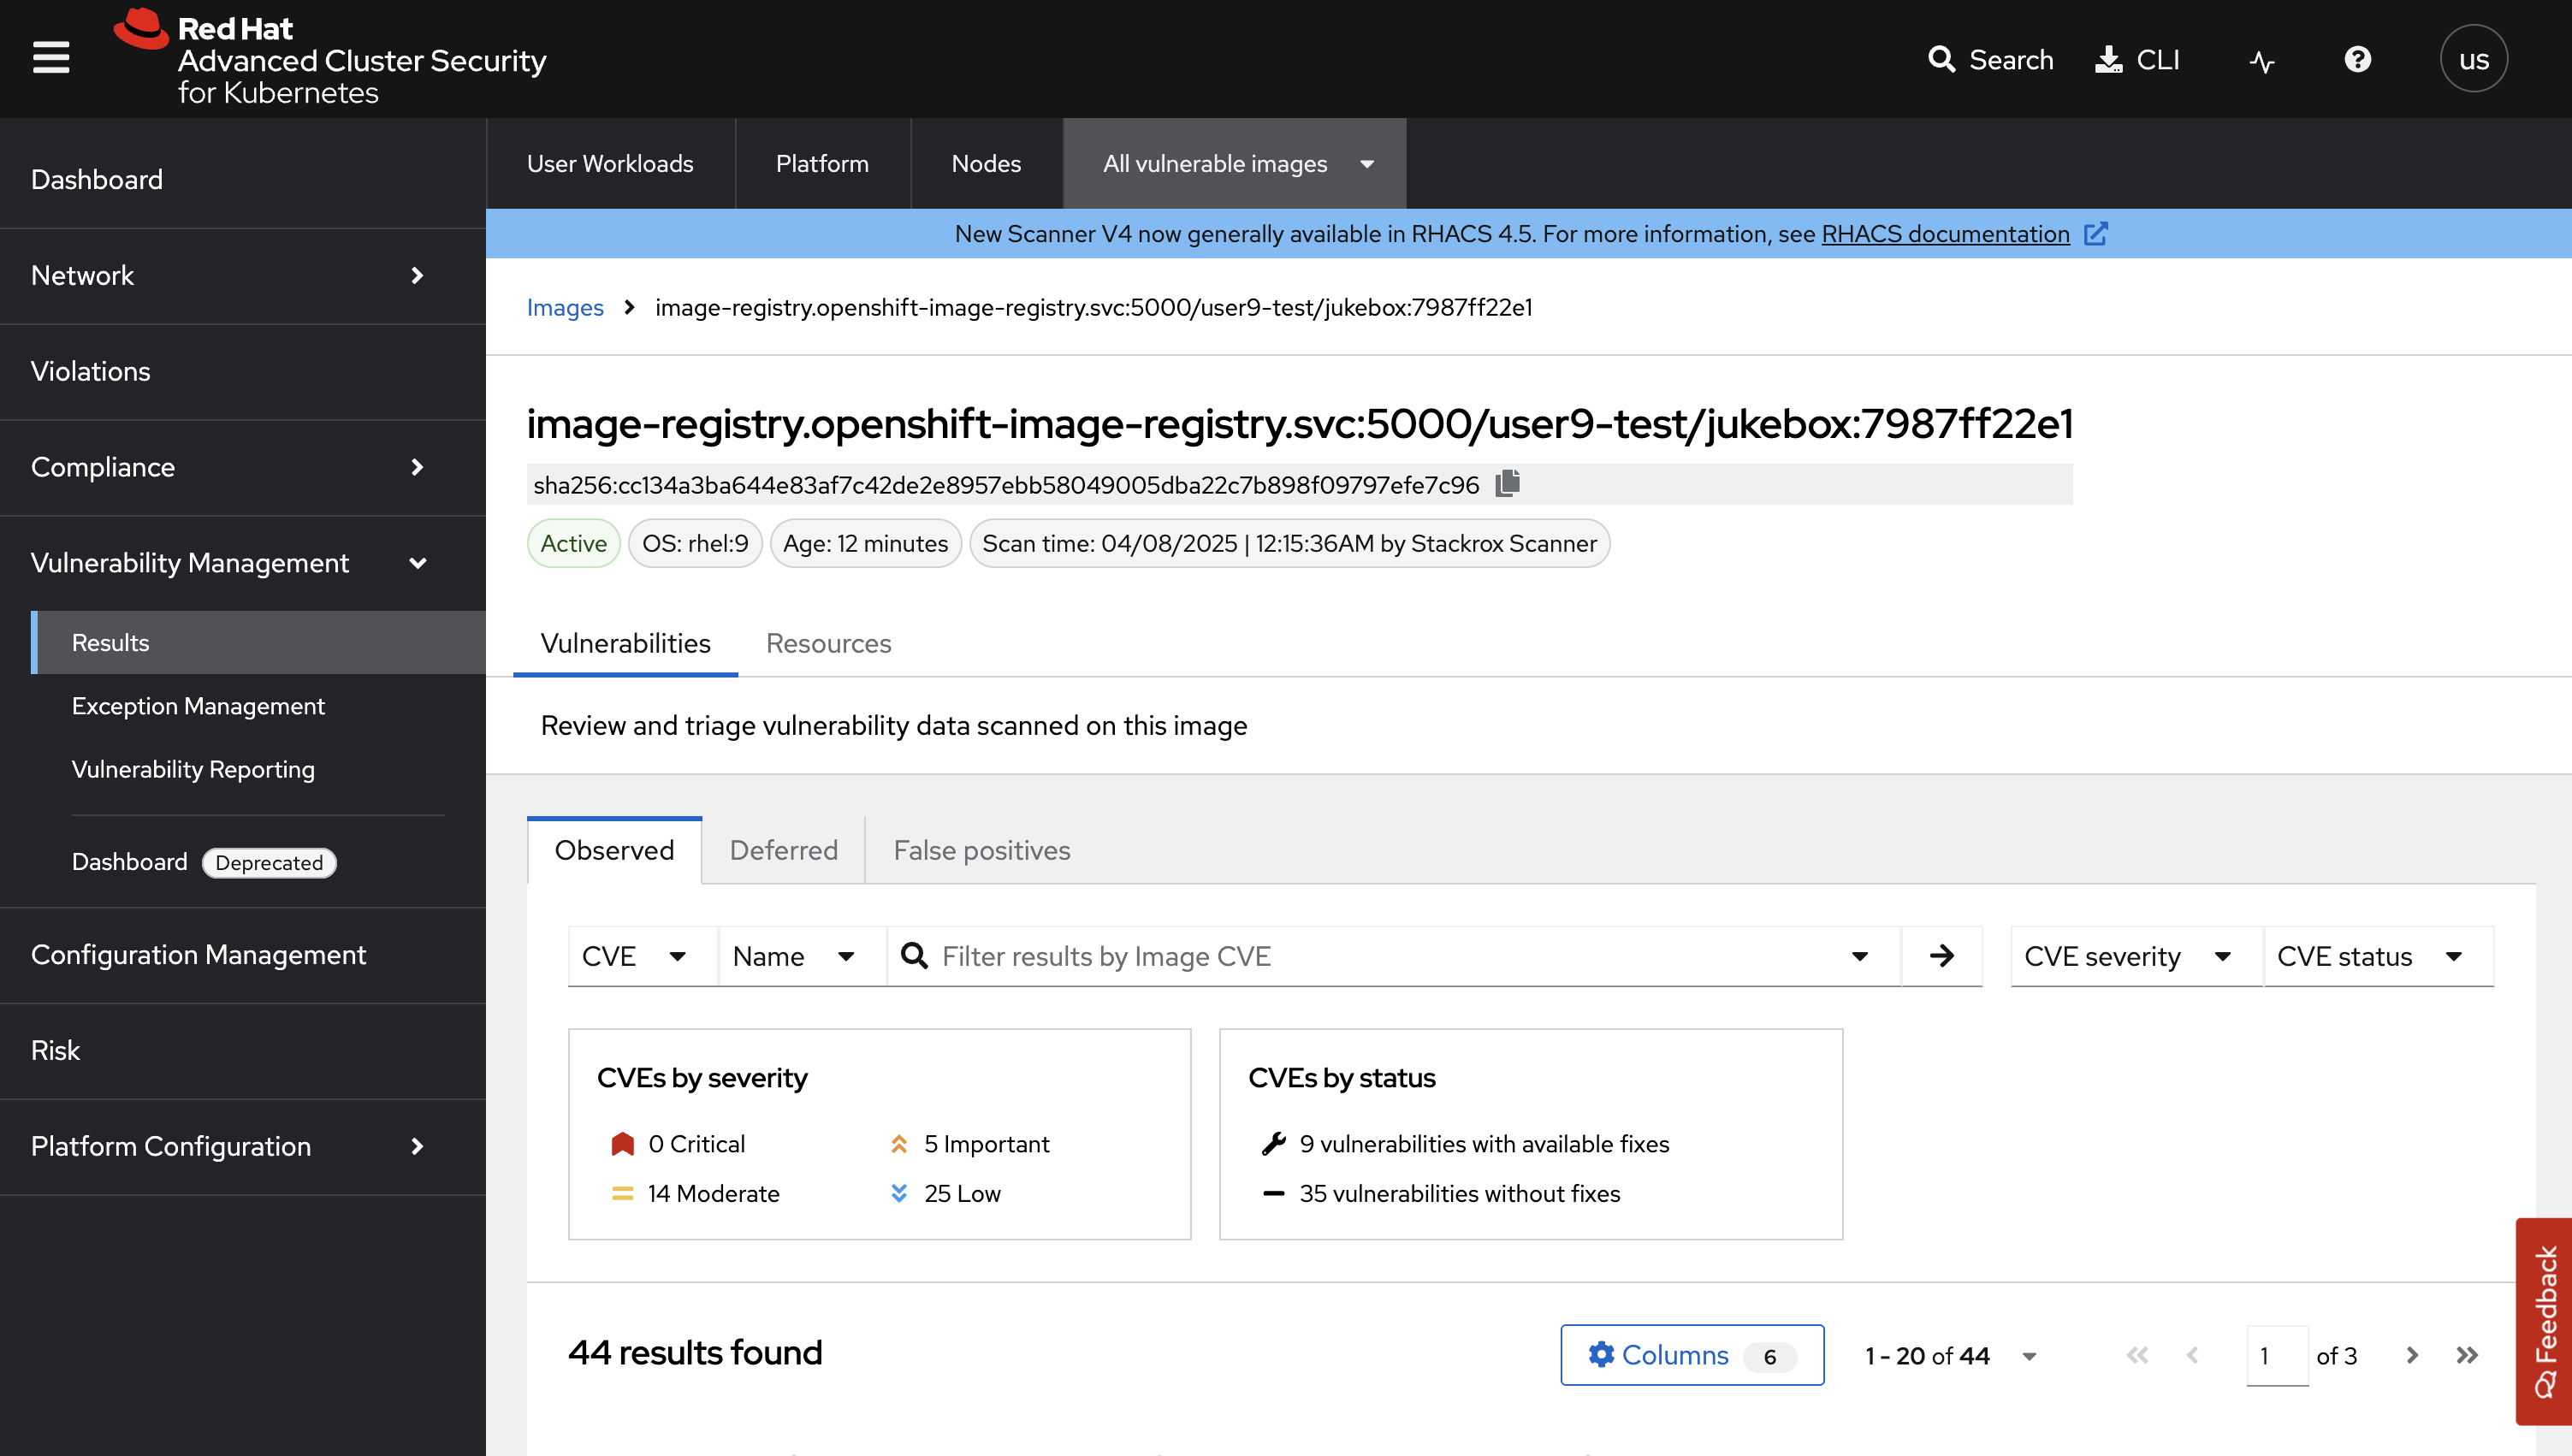 Red Hat
Advanced Cluster Security
for Kubernetes
Search
CLI
us
Dashboard
Network
Violations
Compliance
Vulnerability Management
Results
Exception Management
Vulnerability Reporting
Dashboard Deprecated
Configuration Management
Risk
Platform Configuration
User Workloads
Platform
Nodes
All vulnerable images
New Scanner V4 now generally available in RHACS 4.5. For more information, see RHACS documentation
Images image-registry.openshift-image-registry.svc:5000/user9-test/jukebox:7987ff22e1
image-registry.openshift-image-registry.svc:5000/user9-test/jukebox:7987ff22e1
sha256:cc134a3ba644e83af7c42de2e8957ebb58049005dba22c7b898f09797efe7c96
Active
OS: rhel:9
Age: 12 minutes
Scan time: 04/08/2025 | 12:15:36AM by Stackrox Scanner
Vulnerabilities
Resources
Review and triage vulnerability data scanned on this image
Observed
Deferred
False positives
CVE
Name
Filter results by Image CVE
CVE severity
CVE status
CVEs by severity
0 Critical
5 Important
14 Moderate
25 Low
CVEs by status
9 vulnerabilities with available fixes
35 vulnerabilities without fixes
44 results found
Columns 6
1 - 20 of 44
1 of 3
Feedback